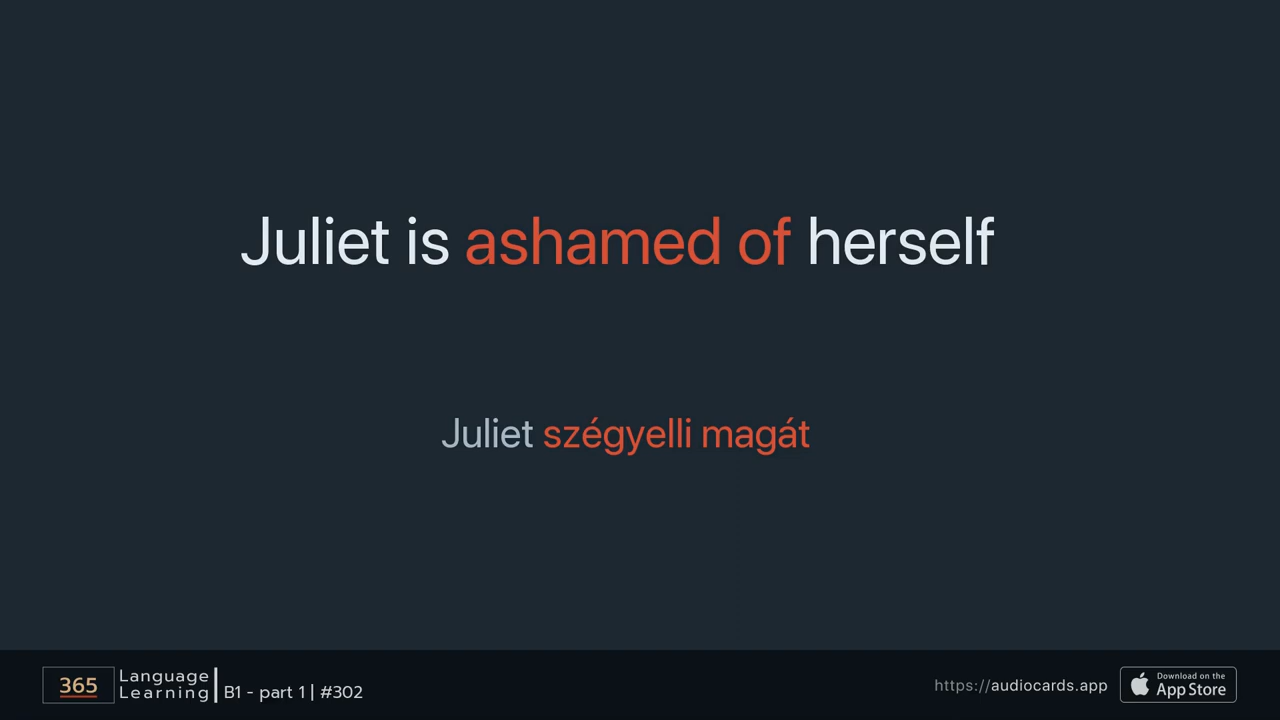 Juliet is ashamed of herself
Juliet szégyelli magát
365
Language
Learning
B1 - part 1 | #302
https://audiocards.app
Download on the
App Store